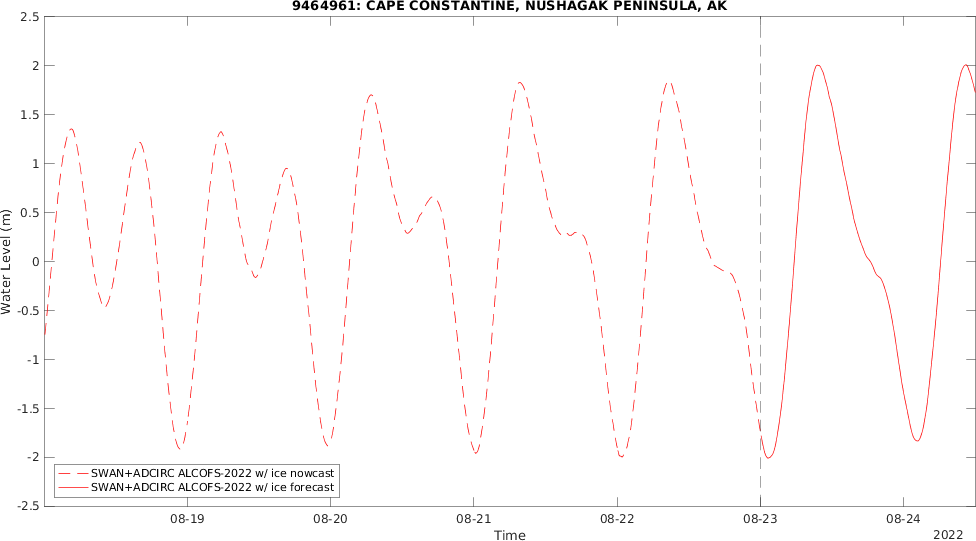 9464961: CAPE CONSTANTINE, NUSHAGAK PENINSULA, AK
2.5
2
1.5
1
0.5
0
-0.5
-1
-1.5
-2
-2.5
Water Level (m)
SWAN+ADCIRC ALCOFS-2022 w/ ice nowcast
SWAN+ADCIRC ALCOFS-2022 w/ ice forecast
08-19 08-20 08-21 08-22 08-23 08-24
Time
2022